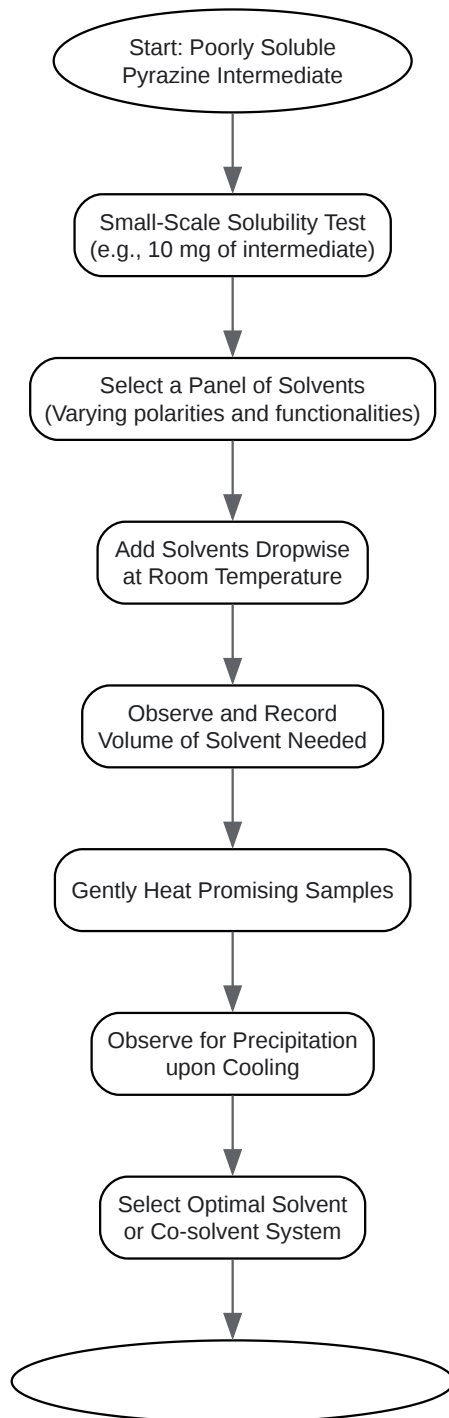 Start: Poorly Soluble
Pyrazine Intermediate
Small-Scale Solubility Test
(e.g., 10 mg of intermediate)
Select a Panel of Solvents
(Varying polarities and functionalities)
Add Solvents Dropwise
at Room Temperature
Observe and Record
Volume of Solvent Needed
Gently Heat Promising Samples
Observe for Precipitation
upon Cooling
Select Optimal Solvent
or Co-solvent System